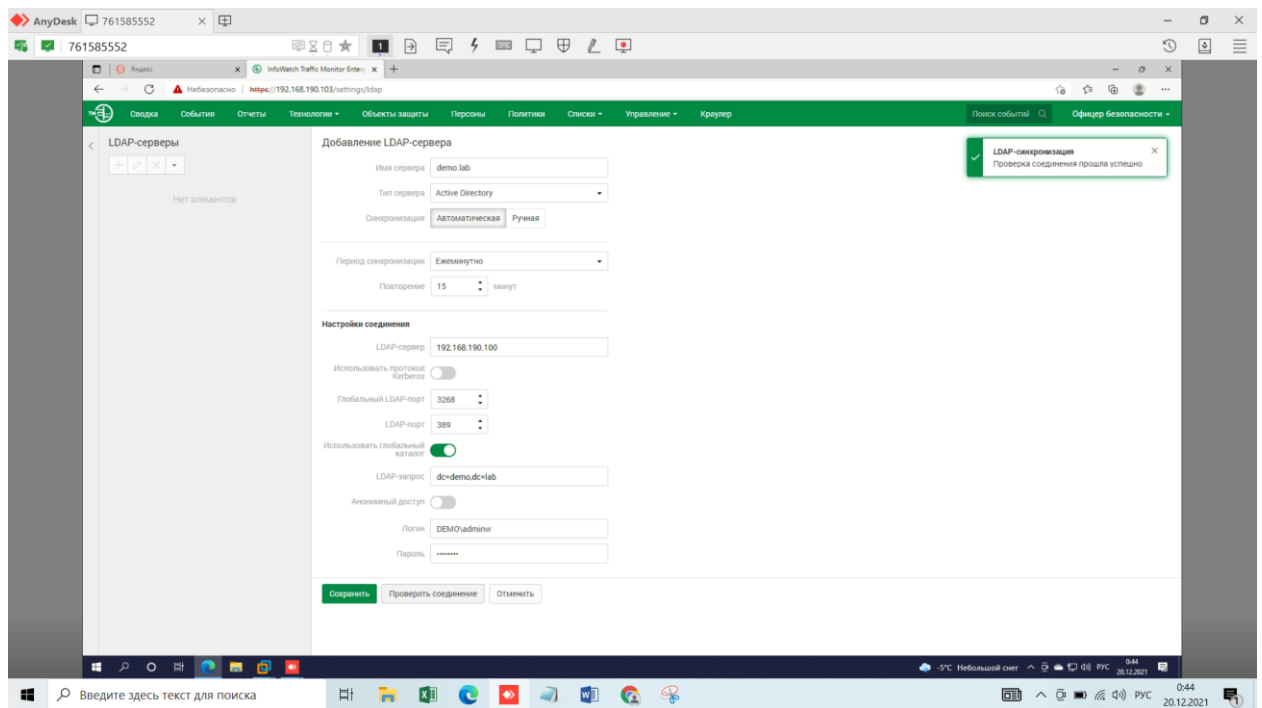 AnyDesk 761585552
761585552
1
Яндекс InfoWatch Traffic Monitor Enter
Небезопасно https://192.168.190.103/settings/ldap
TM Сводка События Отчеты Технологии Объекты защиты Персоны Политики Списки Управление Краулер Поиск событий Офицер безопасности
LDAP-серверы
Нет элементов
Добавление LDAP-сервера
Имя сервера demo.lab
Тип сервера Active Directory
Синхронизация Автоматическая Ручная
Период синхронизации Ежеминутно
Повторение 15 минут
Настройки соединения
LDAP-сервер 192.168.190.100
Использовать протокол
Kerberos
Глобальный LDAP-порт 3268
LDAP-порт 389
Использовать глобальный
каталог
LDAP-запрос dc=demo,dc=lab
Анонимный доступ
Логин DEMO\adminw
Пароль ••••••••
Сохранить Проверить соединение Отменить
LDAP-синхронизация
Проверка соединения прошла успешно
-5°C Небольшой снег РУС 0:44
20.12.2021
Введите здесь текст для поиска
РУС 0:44
20.12.2021
1